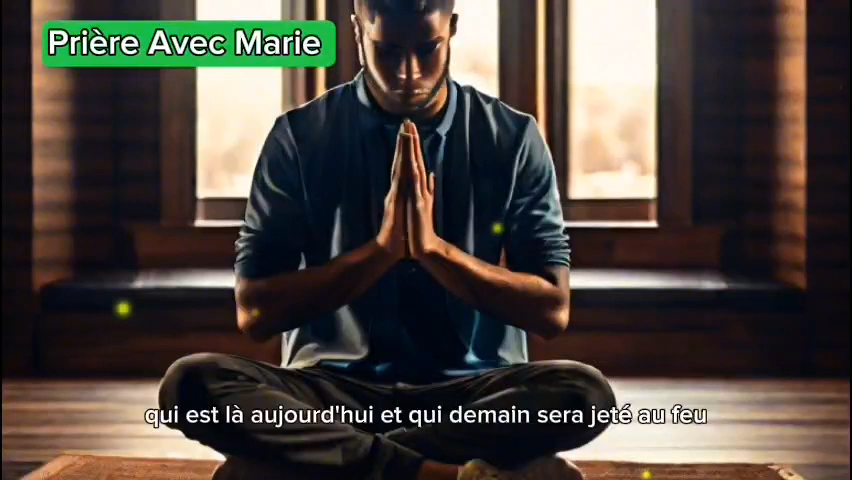 Prière Avec Marie
qui est là aujourd'hui et qui demain sera jeté au feu